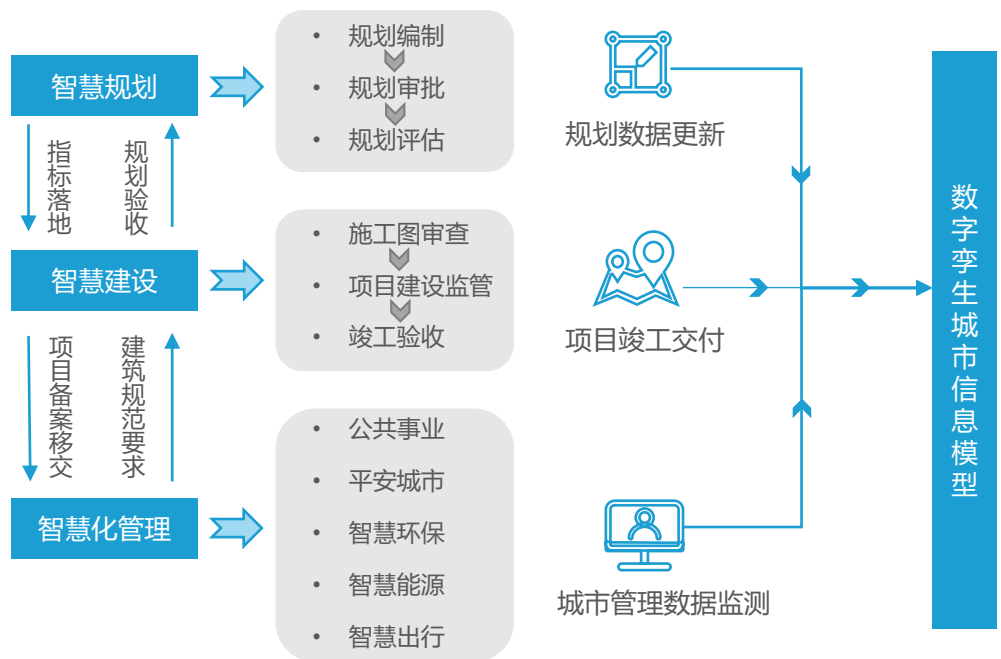 智慧规划
• 规划编制
• 规划审批
• 规划评估
规划数据更新
指标落地
规划验收
智慧建设
• 施工图审查
• 项目建设监管
• 竣工验收
项目竣工交付
项目备案移交
建筑规范要求
智慧化管理
• 公共事业
• 平安城市
• 智慧环保
• 智慧能源
• 智慧出行
城市管理数据监测
数字孪生城市信息模型